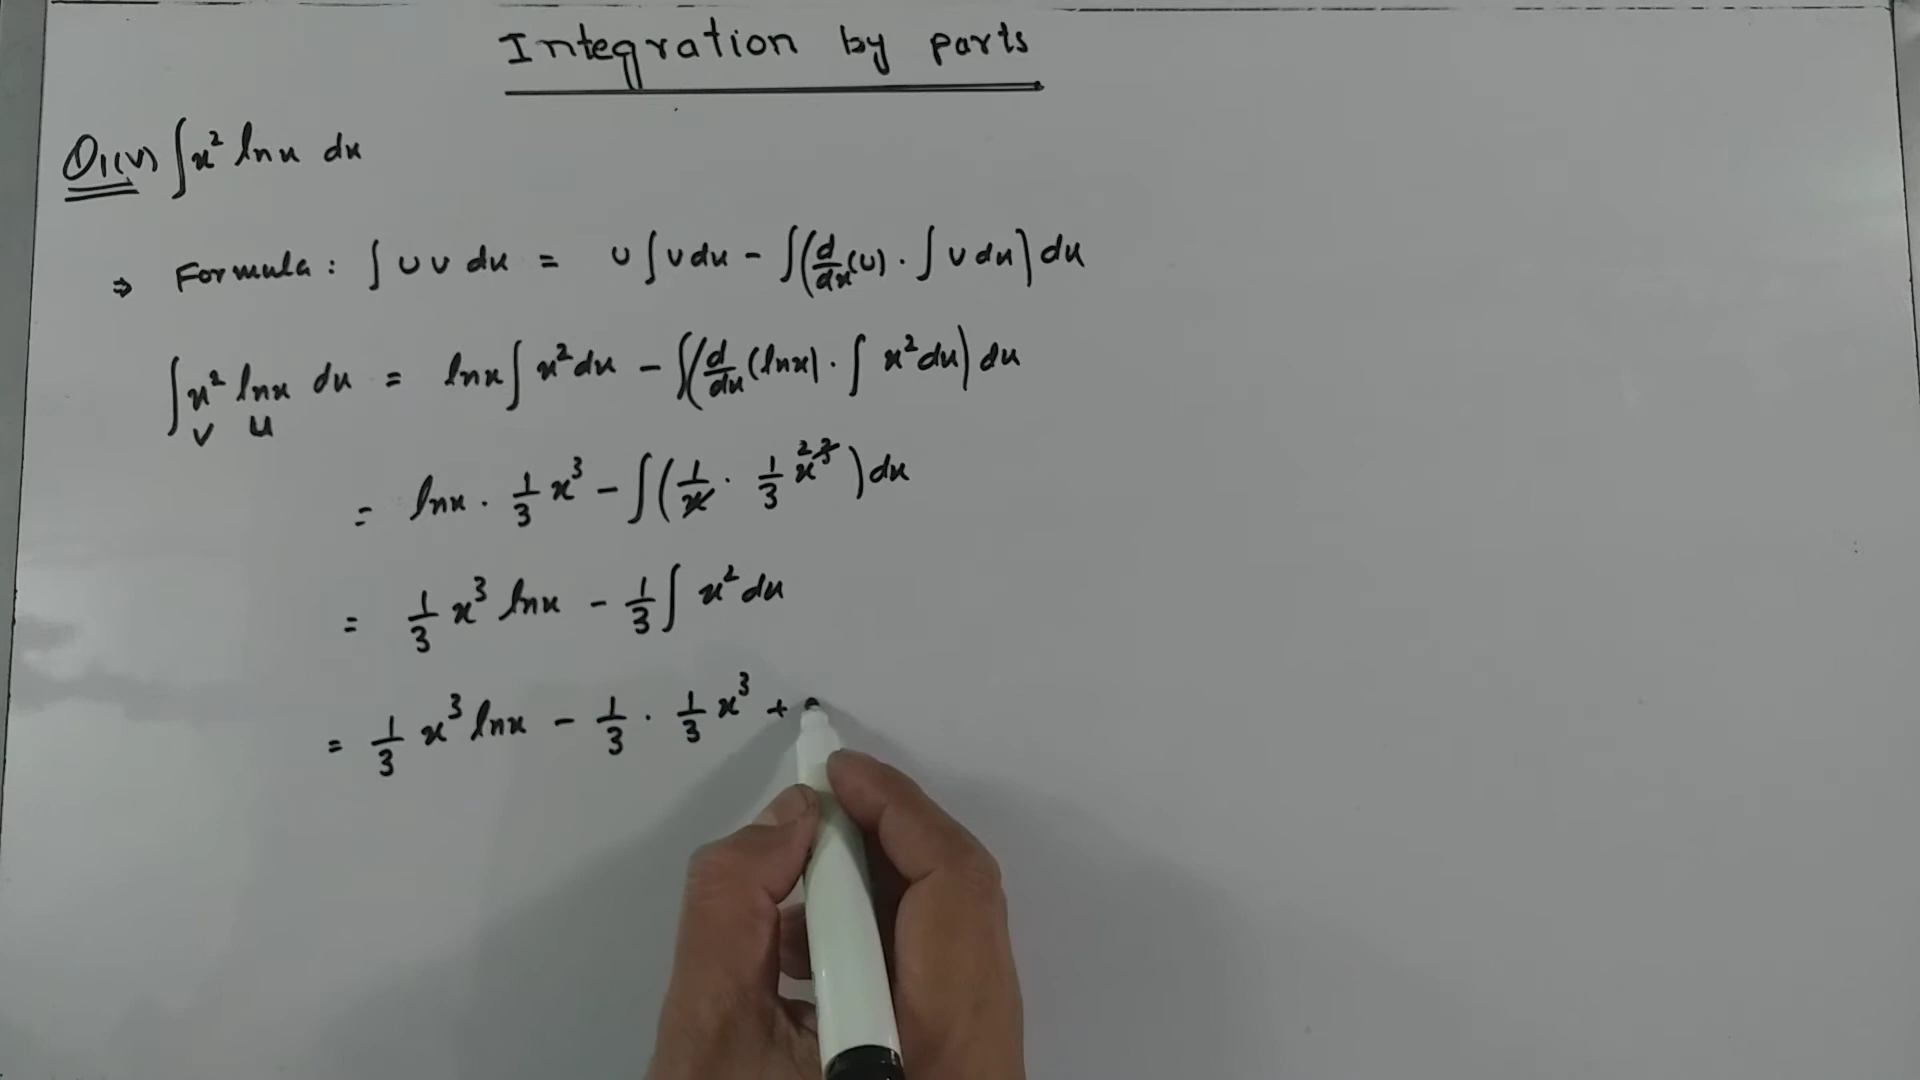 Integration by parts
Q1(v) ∫x² lnx dx
⇒ Formula: ∫ U V dx = U ∫ V dx - ∫(d/dx(U) · ∫ V dx) dx
∫x² lnx dx = lnx ∫ x² dx - ∫(d/dx (lnx) · ∫ x² dx) dx
V U
= lnx · 1/3 x³ - ∫(1/x · 1/3 x³ ²) dx
= 1/3 x³ lnx - 1/3 ∫ x² dx
= 1/3 x³ lnx - 1/3 · 1/3 x³ +